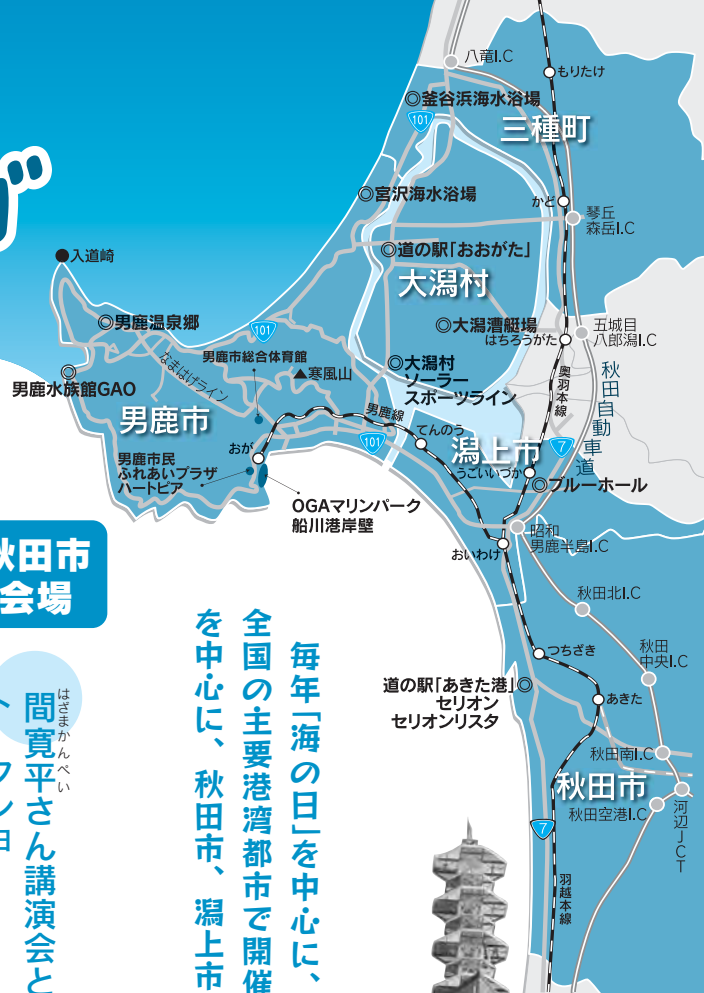 八竜I.C
もりたけ
◎釜谷浜海水浴場
101
三種町
◎宮沢海水浴場
かど
琴丘
森岳I.C
●入道崎
◎道の駅「おおがた」
大潟村
◎男鹿温泉郷
101
◎大潟漕艇場
はちろうがた
五城目
八郎潟I.C
なまはげライン
男鹿市総合体育館
▲寒風山
◎大潟村
ソーラー
スポーツライン
男鹿水族館GAO
奥羽本線
秋田自動車道
男鹿市
男鹿線
101
てんのう
潟上市
7
おが
男鹿市民
ふれあいプラザ
ハートピア
うごいいづか
◎ブルーホール
OGAマリンパーク
船川港岸壁
昭和
男鹿半島I.C
おいわけ
秋田市
会場
秋田北I.C
つちざき
秋田
中央I.C
道の駅「あきた港」◎
セリオン
セリオンリスタ
あきた
秋田南I.C
秋田市
秋田空港I.C
河辺JCT
7
羽越本線
毎年「海の日」を中心に、
全国の主要港湾都市で開催
を中心に、秋田市、潟上市
はざまかんぺい
間寛平さん講演会と